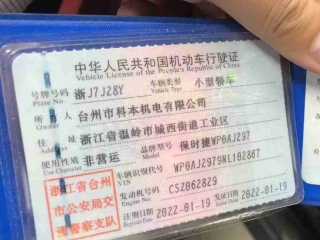 中华人民共和国机动车行驶证
Vehicle License of the People's Republic of China
号牌号码 浙J7J28Y 车辆类型 小型轿车
Plate No. Vehicle Type
所有人 台州市科本机电有限公司
Owner
住址 浙江省温岭市城西街道工业区
Address
使用性质 非营运 品牌型号 保时捷WP0AJ297
Use Character Model
车辆识别代号 WP0AJ2979NL102867
VIN
发动机号码 CSZ062829
Engine No.
注册日期 2022-01-19 发证日期 2022-01-19
Register Date Issue Date
浙江省台州
市公安局交
通警察支队